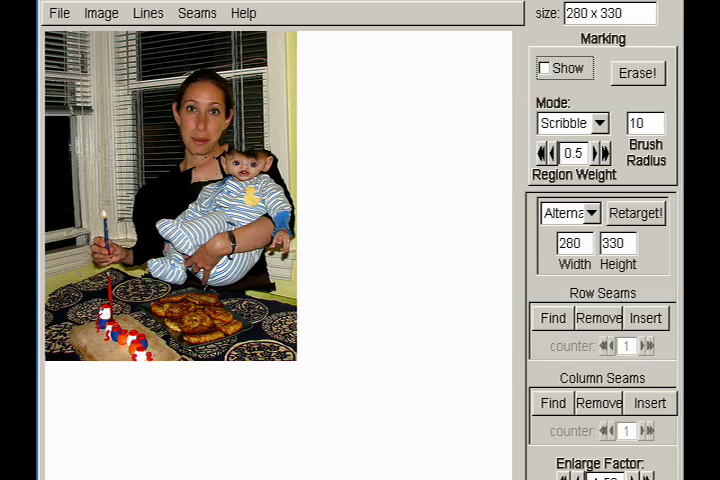 File Image Lines Seams Help
size: 280 x 330
Marking
Show Erase!
Mode:
Scribble 10
Brush
Radius
0.5
Region Weight
Alterna Retarget!
280 330
Width Height
Row Seams
Find Remove Insert
counter: 1
Column Seams
Find Remove Insert
counter: 1
Enlarge Factor: